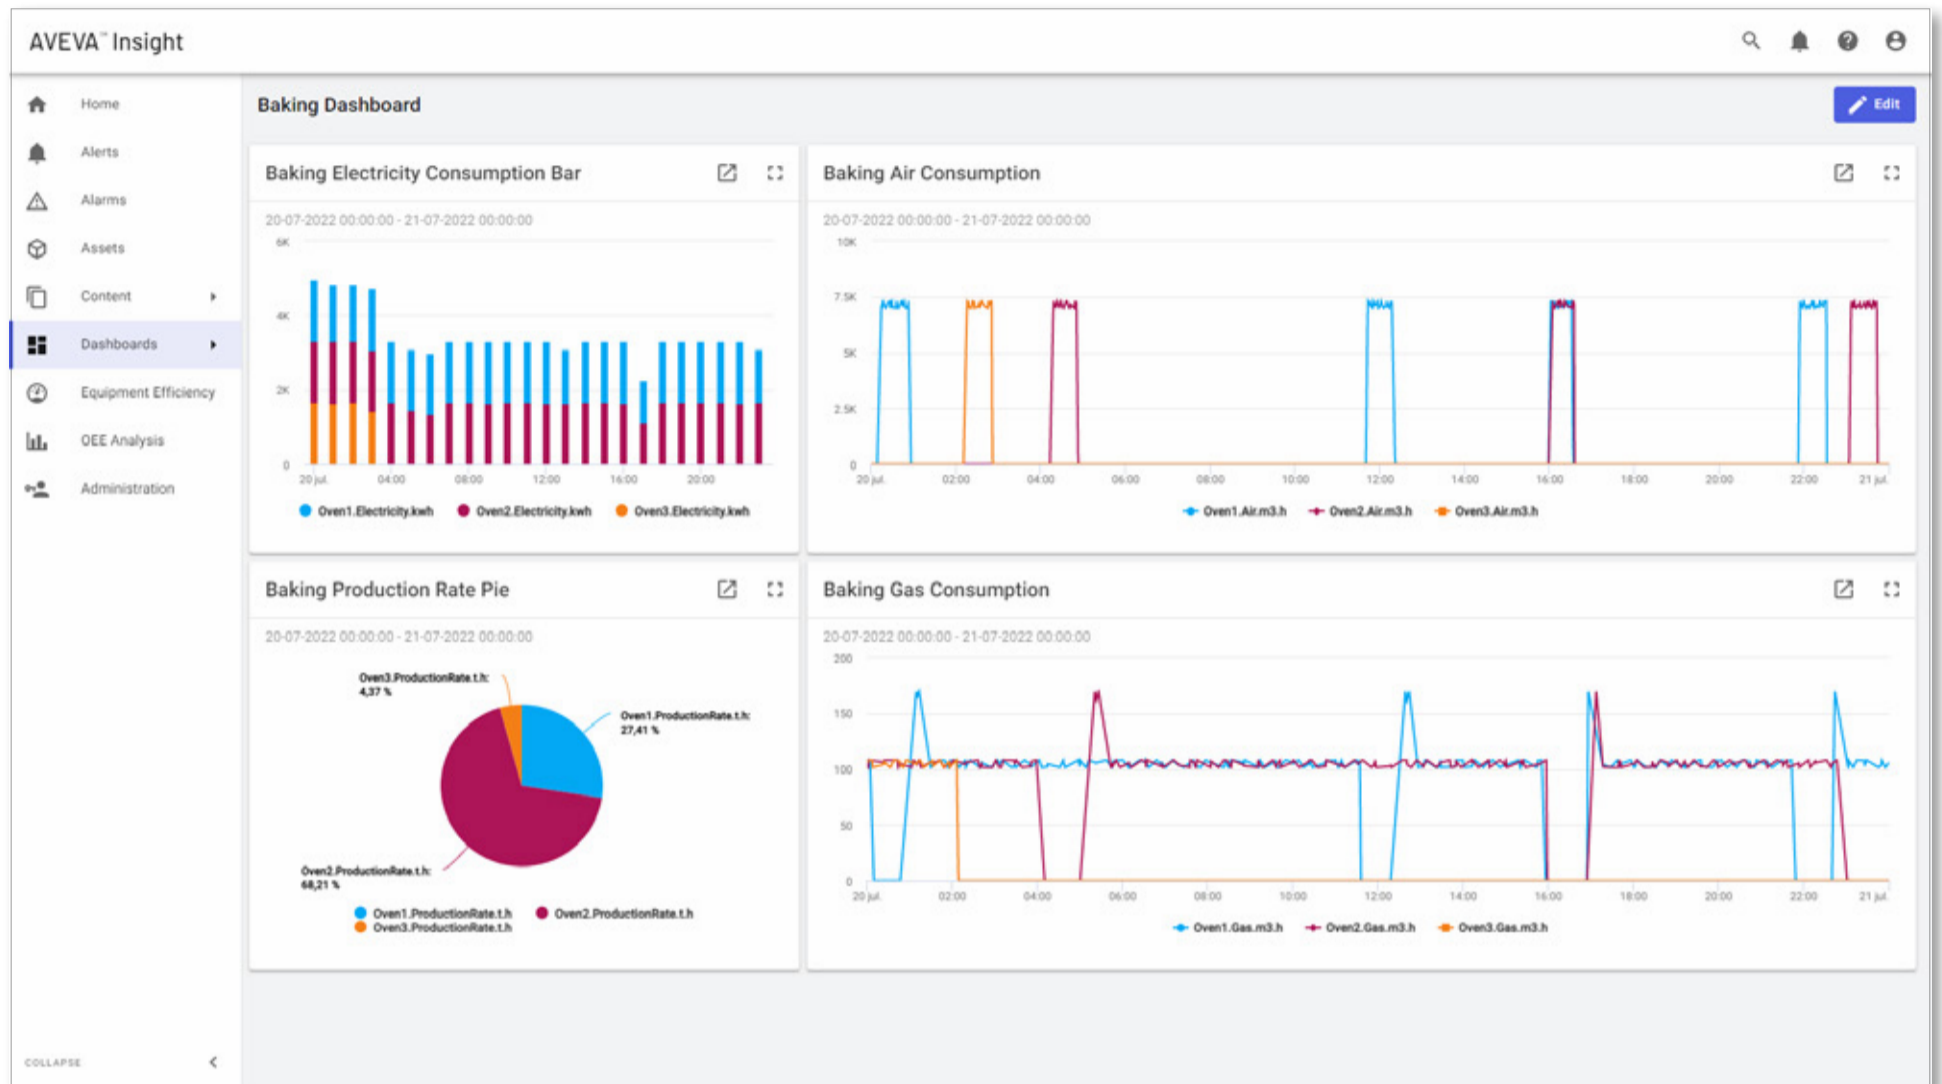 AVEVA™ Insight
Home
Alerts
Alarms
Assets
Content
Dashboards
Equipment Efficiency
OEE Analysis
Administration
COLLAPSE
Baking Dashboard
Edit
Baking Electricity Consumption Bar
20-07-2022 00:00:00 - 21-07-2022 00:00:00
6K
4K
2K
0
20 jul. 04:00 08:00 12:00 16:00 20:00
Oven1.Electricity.kwh Oven2.Electricity.kwh Oven3.Electricity.kwh
Baking Air Consumption
20-07-2022 00:00:00 - 21-07-2022 00:00:00
10K
7.5K
5K
2.5K
0
20 jul. 02:00 04:00 06:00 08:00 10:00 12:00 14:00 16:00 18:00 20:00 22:00 21 jul.
Oven1.Air.m3.h Oven2.Air.m3.h Oven3.Air.m3.h
Baking Production Rate Pie
20-07-2022 00:00:00 - 21-07-2022 00:00:00
Oven3.ProductionRate.t.h:
4,37 %
Oven1.ProductionRate.t.h:
27,41 %
Oven2.ProductionRate.t.h:
68,21 %
Oven1.ProductionRate.t.h Oven2.ProductionRate.t.h
Oven3.ProductionRate.t.h
Baking Gas Consumption
20-07-2022 00:00:00 - 21-07-2022 00:00:00
200
150
100
50
0
20 jul. 02:00 04:00 06:00 08:00 10:00 12:00 14:00 16:00 18:00 20:00 22:00 21 jul.
Oven1.Gas.m3.h Oven2.Gas.m3.h Oven3.Gas.m3.h